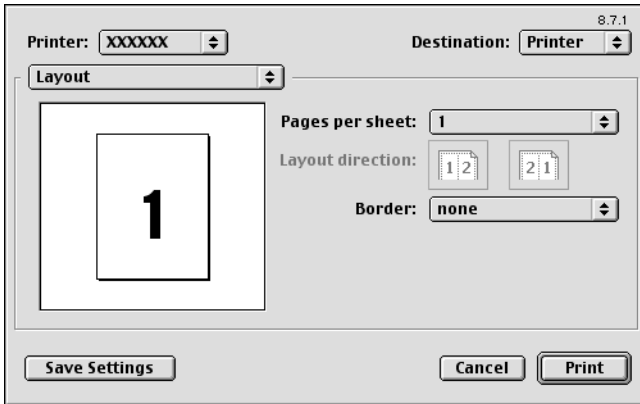 8.7.1
Printer: XXXXXX Destination: Printer
Layout
Pages per sheet: 1
Layout direction: 1 2 2 1
Border: none
1
Save Settings Cancel Print